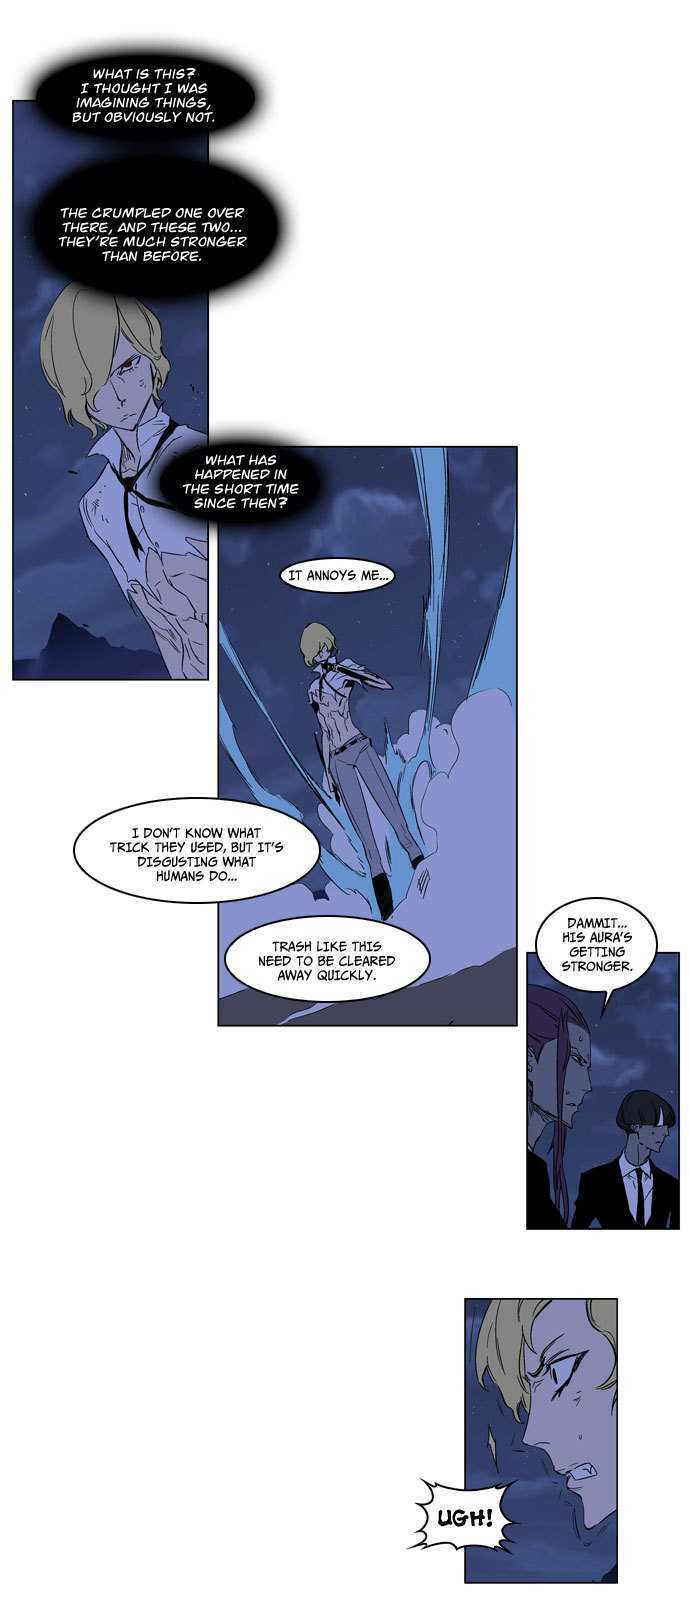 WHAT IS THIS?
I THOUGHT I WAS
IMAGINING THINGS,
BUT OBVIOUSLY NOT.
THE CRUMPLED ONE OVER
THERE, AND THESE TWO...
THEY'RE MUCH STRONGER
THAN BEFORE.
WHAT HAS
HAPPENED IN
THE SHORT TIME
SINCE THEN?
IT ANNOYS ME...
I DON'T KNOW WHAT
TRICK THEY USED, BUT IT'S
DISGUSTING WHAT
HUMANS DO...
TRASH LIKE THIS
NEED TO BE CLEARED
AWAY QUICKLY.
DAMMIT...
HIS AURA'S
GETTING
STRONGER.
UGH!